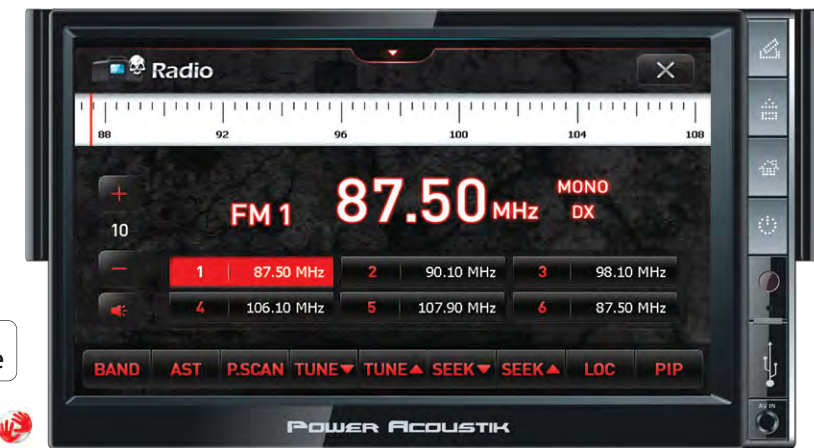 Radio
88 92 96 100 104 108
+
10
−
FM 1
87.50 MHz
MONO
DX
1 87.50 MHz 2 90.10 MHz 3 98.10 MHz
4 106.10 MHz 5 107.90 MHz 6 87.50 MHz
BAND AST P.SCAN TUNE▼ TUNE▲ SEEK▼ SEEK▲ LOC PIP
e
AV IN
POWER ACOUSTIK